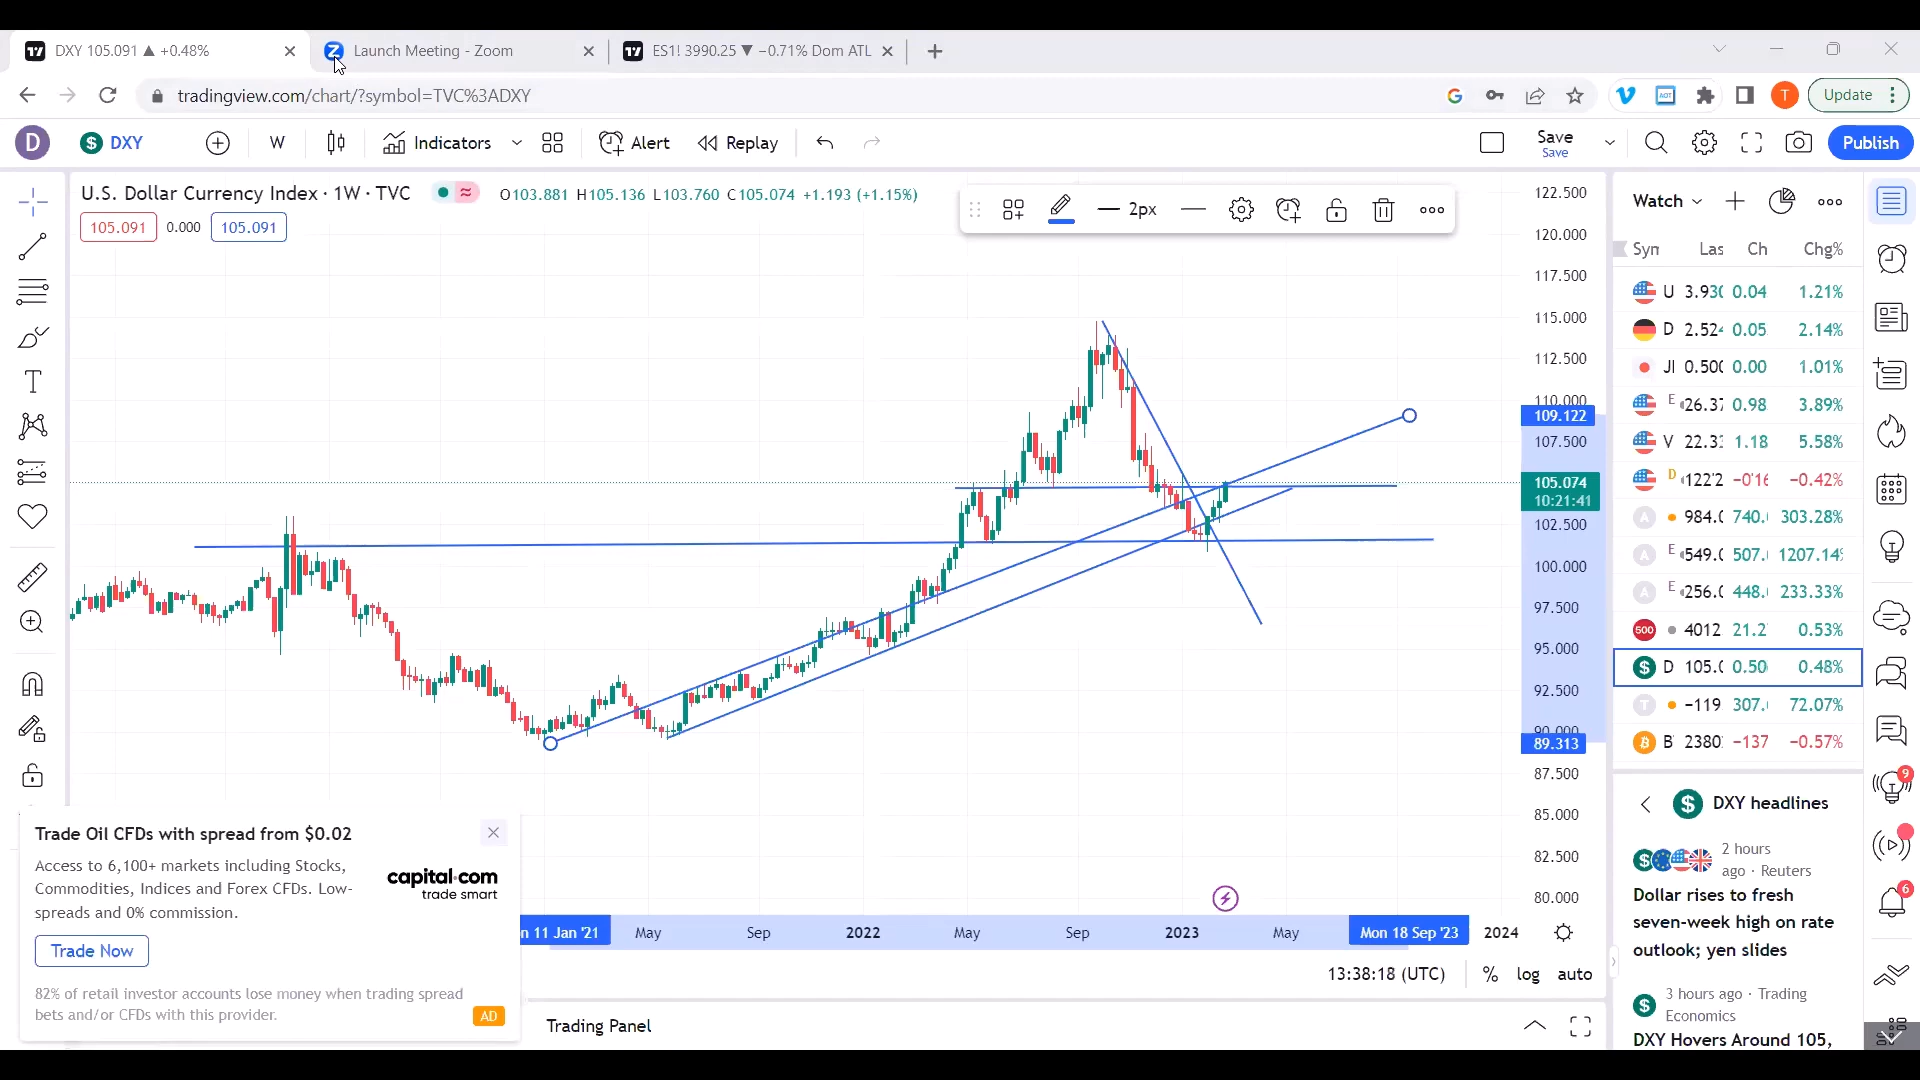 DXY 105.091 ▲ +0.48%
Launch Meeting - Zoom
ES1! 3990.25 ▼ −0.71% Dom ATL
tradingview.com/chart/?symbol=TVC%3ADXY
T
Update
D
DXY
W
Indicators
Alert
Replay
Save
Save
Publish
U.S. Dollar Currency Index · 1W · TVC
O103.881 H105.136 L103.760 C105.074 +1.193 (+1.15%)
105.091
0.000
105.091
2px
122.500
120.000
117.500
115.000
112.500
110.000
109.122
107.500
105.074
10:21:41
102.500
100.000
97.500
95.000
92.500
90.000
89.313
87.500
85.000
82.500
80.000
Watch
Las
Ch
Chg%
U 3.930 0.04 1.21%
D 2.524 0.05 2.14%
JI 0.500 0.00 1.01%
E 26.37 0.98 3.89%
V 22.33 1.18 5.58%
D 122'2 −0'16 −0.42%
A 984.0 740. 303.28%
A E 549.0 507. 1207.14
A E 256.0 448. 233.33%
500 4012 21.2 0.53%
D 105.0 0.50 0.48%
T −119 307. 72.07%
B 2380 −137 −0.57%
DXY headlines
2 hours
ago · Reuters
Dollar rises to fresh
seven-week high on rate
outlook; yen slides
3 hours ago · Trading
Economics
DXY Hovers Around 105,
9
6
Trade Oil CFDs with spread from $0.02
Access to 6,100+ markets including Stocks,
Commodities, Indices and Forex CFDs. Low-
spreads and 0% commission.
capital.com
trade smart
Trade Now
82% of retail investor accounts lose money when trading spread
bets and/or CFDs with this provider.
AD
n 11 Jan '21
May
Sep
2022
May
Sep
2023
May
Mon 18 Sep '23
2024
13:38:18 (UTC)
%
log
auto
Trading Panel